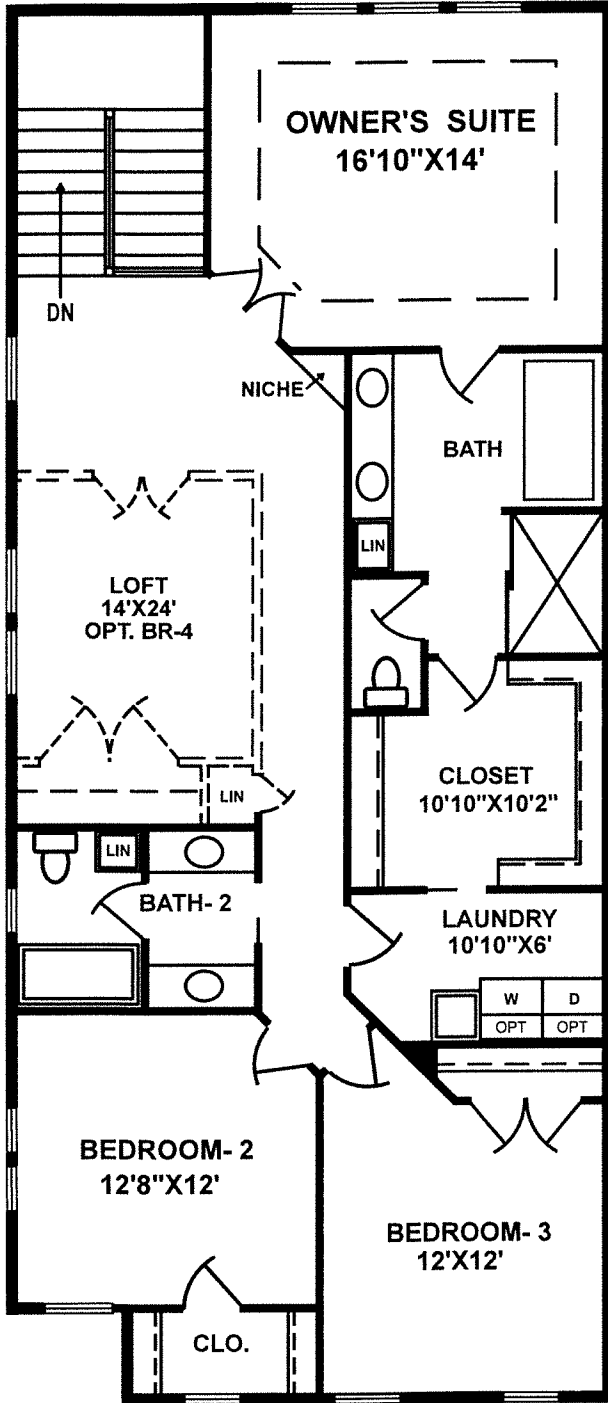 OWNER'S SUITE
16'10"X14'
DN
NICHE
BATH
LIN
LOFT
14'X24'
OPT. BR-4
CLOSET
10'10"X10'2"
LIN
LIN
BATH- 2
LAUNDRY
10'10"X6'
W
D
OPT
OPT
BEDROOM- 2
12'8"X12'
BEDROOM- 3
12'X12'
CLO.